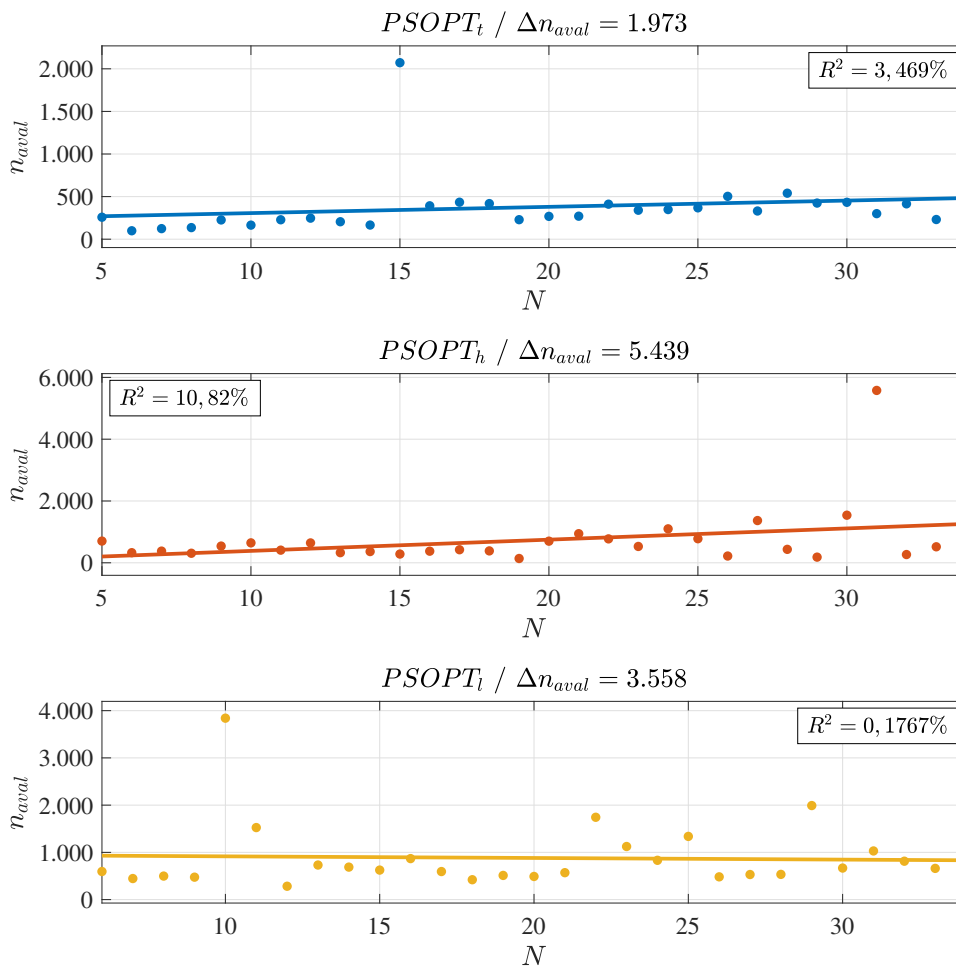 PSOPT_t / Δn_aval = 1.973
R² = 3,469%
2.000
1.500
1.000
500
0
n_aval
5 10 15 20 25 30
N
PSOPT_h / Δn_aval = 5.439
R² = 10,82%
6.000
4.000
2.000
0
n_aval
5 10 15 20 25 30
N
PSOPT_l / Δn_aval = 3.558
R² = 0,1767%
4.000
3.000
2.000
1.000
0
n_aval
10 15 20 25 30
N